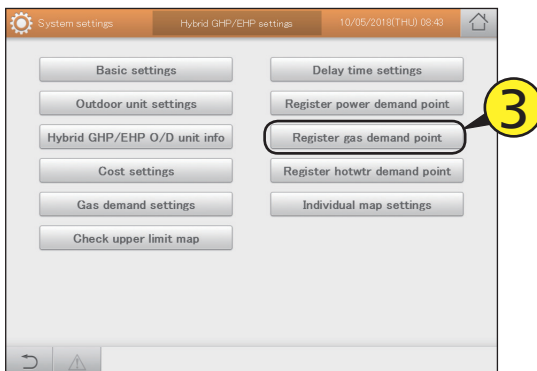 System settings Hybrid GHP/EHP settings 10/05/2018(THU) 08:43
Basic settings
Outdoor unit settings
Hybrid GHP/EHP O/D unit info
Cost settings
Gas demand settings
Check upper limit map
Delay time settings
Register power demand point
Register gas demand point
Register hotwtr demand point
Individual map settings
3